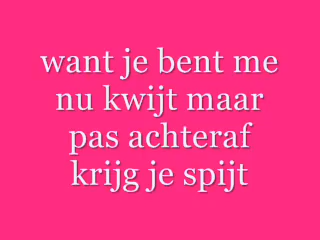 want je bent me
nu kwijt maar
pas achteraf
krijg je spijt